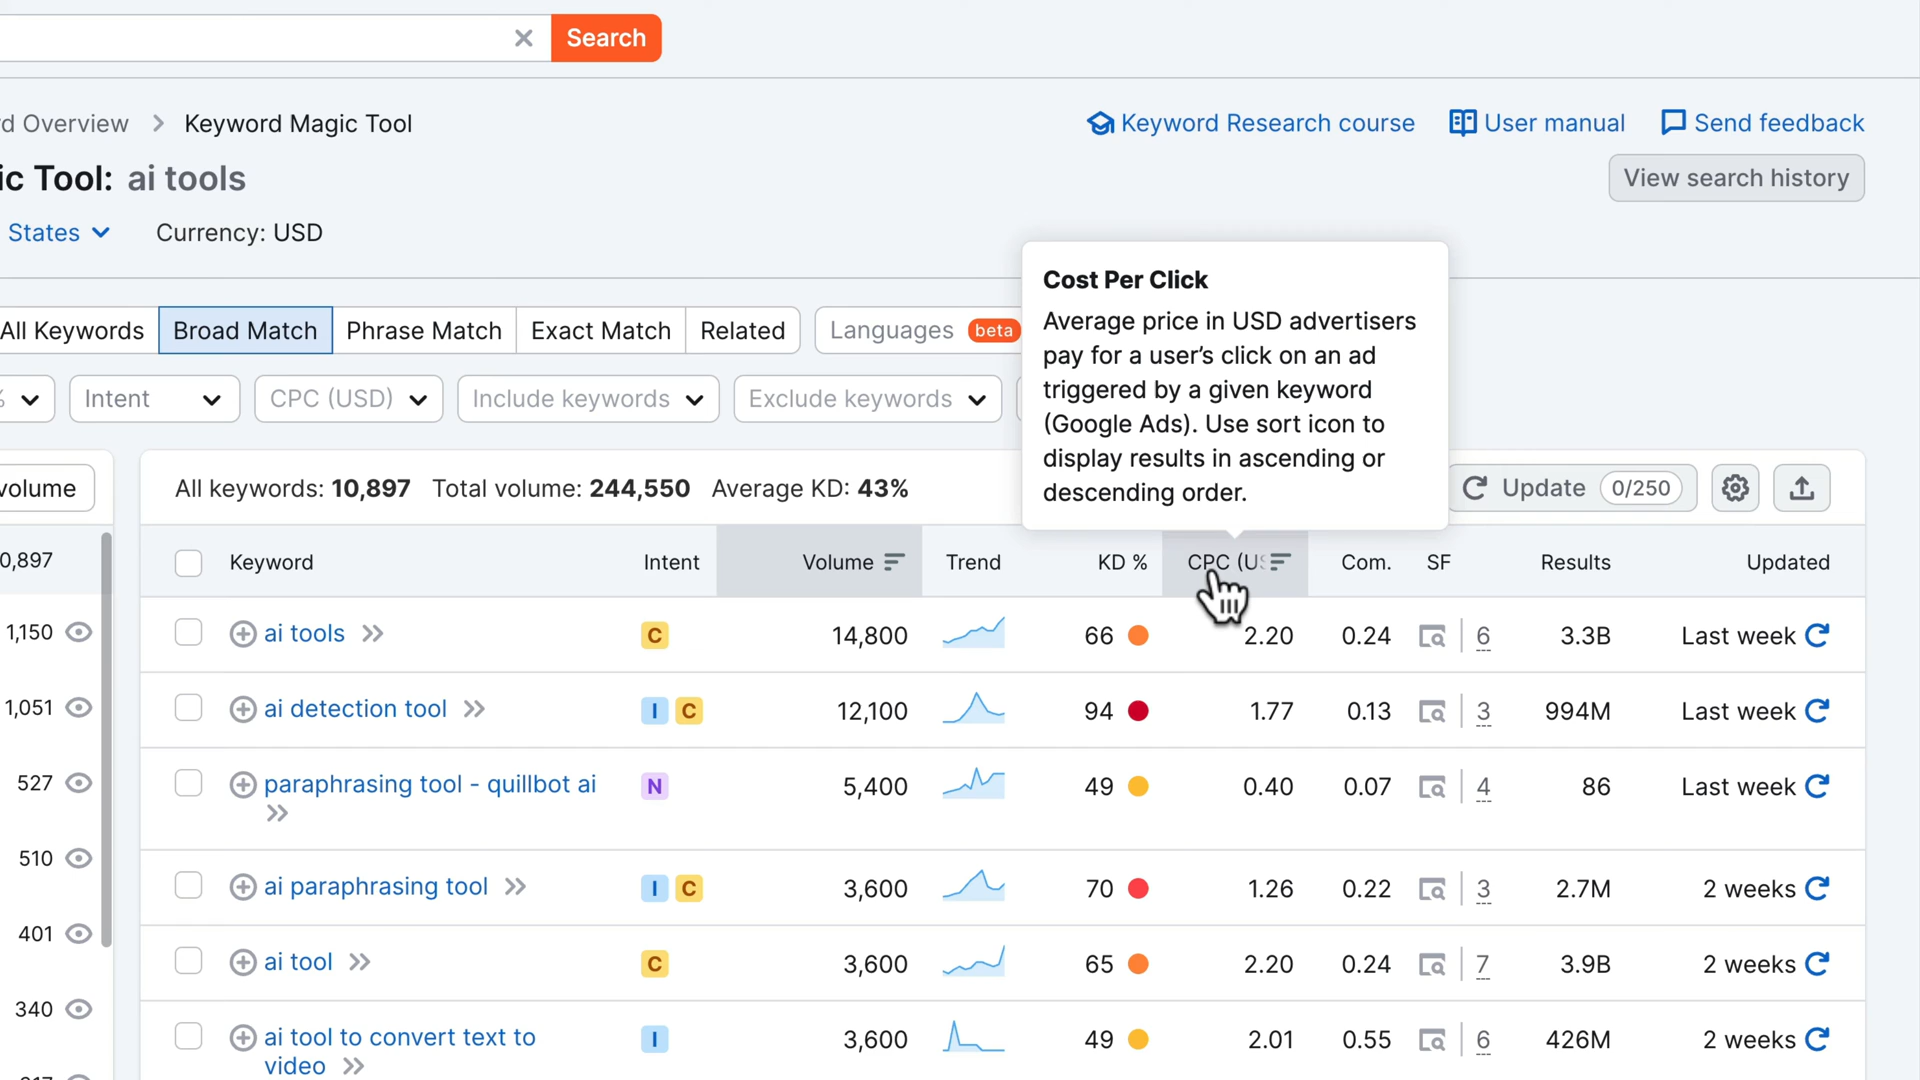 Search
d Overview > Keyword Magic Tool
Keyword Research course
User manual
Send feedback
ic Tool: ai tools
View search history
States
Currency: USD
Cost Per Click
Average price in USD advertisers
pay for a user’s click on an ad
triggered by a given keyword
(Google Ads). Use sort icon to
display results in ascending or
descending order.
All Keywords
Broad Match
Phrase Match
Exact Match
Related
Languages beta
%
Intent
CPC (USD)
Include keywords
Exclude keywords
volume
All keywords: 10,897 Total volume: 244,550 Average KD: 43%
Update 0/250
0,897
Keyword Intent Volume Trend KD % CPC (US Com. SF Results Updated
1,150
ai tools C 14,800 66 2.20 0.24 6 3.3B Last week
1,051
ai detection tool I C 12,100 94 1.77 0.13 3 994M Last week
527
paraphrasing tool - quillbot ai N 5,400 49 0.40 0.07 4 86 Last week
510
ai paraphrasing tool I C 3,600 70 1.26 0.22 3 2.7M 2 weeks
401
ai tool C 3,600 65 2.20 0.24 7 3.9B 2 weeks
340
ai tool to convert text to I 3,600 49 2.01 0.55 6 426M 2 weeks
video